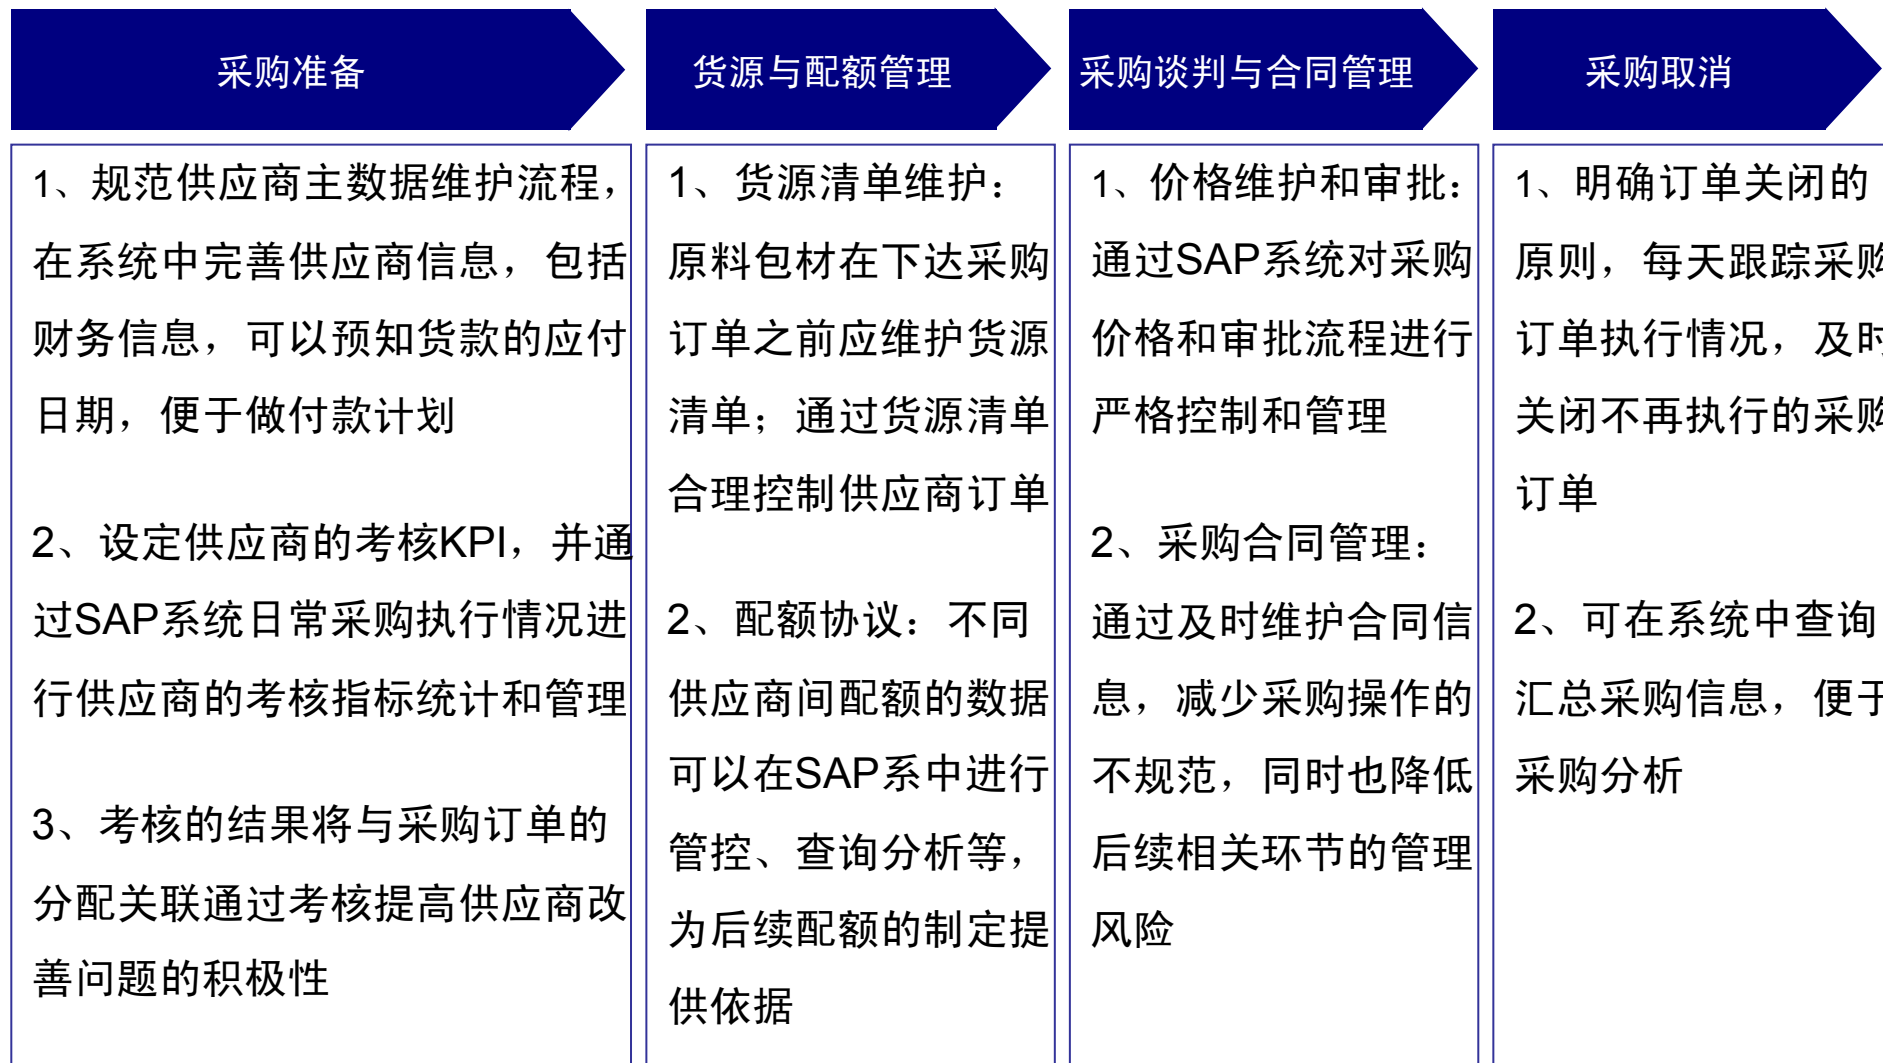 采购准备
货源与配额管理
采购谈判与合同管理
采购取消
1、规范供应商主数据维护流程，
在系统中完善供应商信息，包括
财务信息，可以预知货款的应付
日期，便于做付款计划
2、设定供应商的考核KPI，并通
过SAP系统日常采购执行情况进
行供应商的考核指标统计和管理
3、考核的结果将与采购订单的
分配关联通过考核提高供应商改
善问题的积极性
1、货源清单维护：
原料包材在下达采购
订单之前应维护货源
清单；通过货源清单
合理控制供应商订单
2、配额协议：不同
供应商间配额的数据
可以在SAP系中进行
管控、查询分析等，
为后续配额的制定提
供依据
1、价格维护和审批：
通过SAP系统对采购
价格和审批流程进行
严格控制和管理
2、采购合同管理：
通过及时维护合同信
息，减少采购操作的
不规范，同时也降低
后续相关环节的管理
风险
1、明确订单关闭的
原则，每天跟踪采购
订单执行情况，及时
关闭不再执行的采购
订单
2、可在系统中查询
汇总采购信息，便于
采购分析